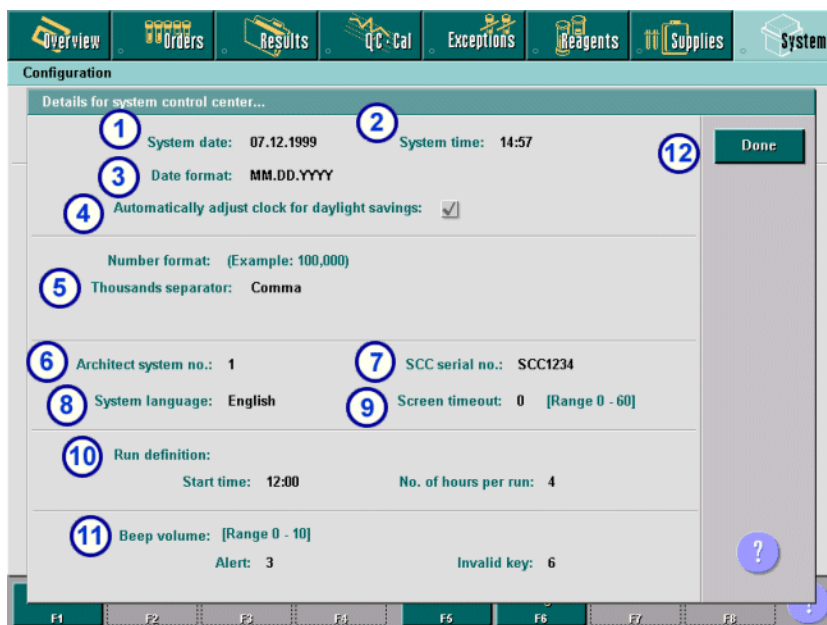 Overview Orders Results QC - Cal Exceptions Reagents Supplies System
Configuration
Details for system control center...
1 System date: 07.12.1999 2 System time: 14:57 12 Done
3 Date format: MM.DD.YYYY
4 Automatically adjust clock for daylight savings:
Number format: (Example: 100,000)
5 Thousands separator: Comma
6 Architect system no.: 1 7 SCC serial no.: SCC1234
8 System language: English 9 Screen timeout: 0 [Range 0 - 60]
10 Run definition:
Start time: 12:00 No. of hours per run: 4
11 Beep volume: [Range 0 - 10]
Alert: 3 Invalid key: 6
?
F1 F2 F3 F4 F5 F6 F7 F8 ?